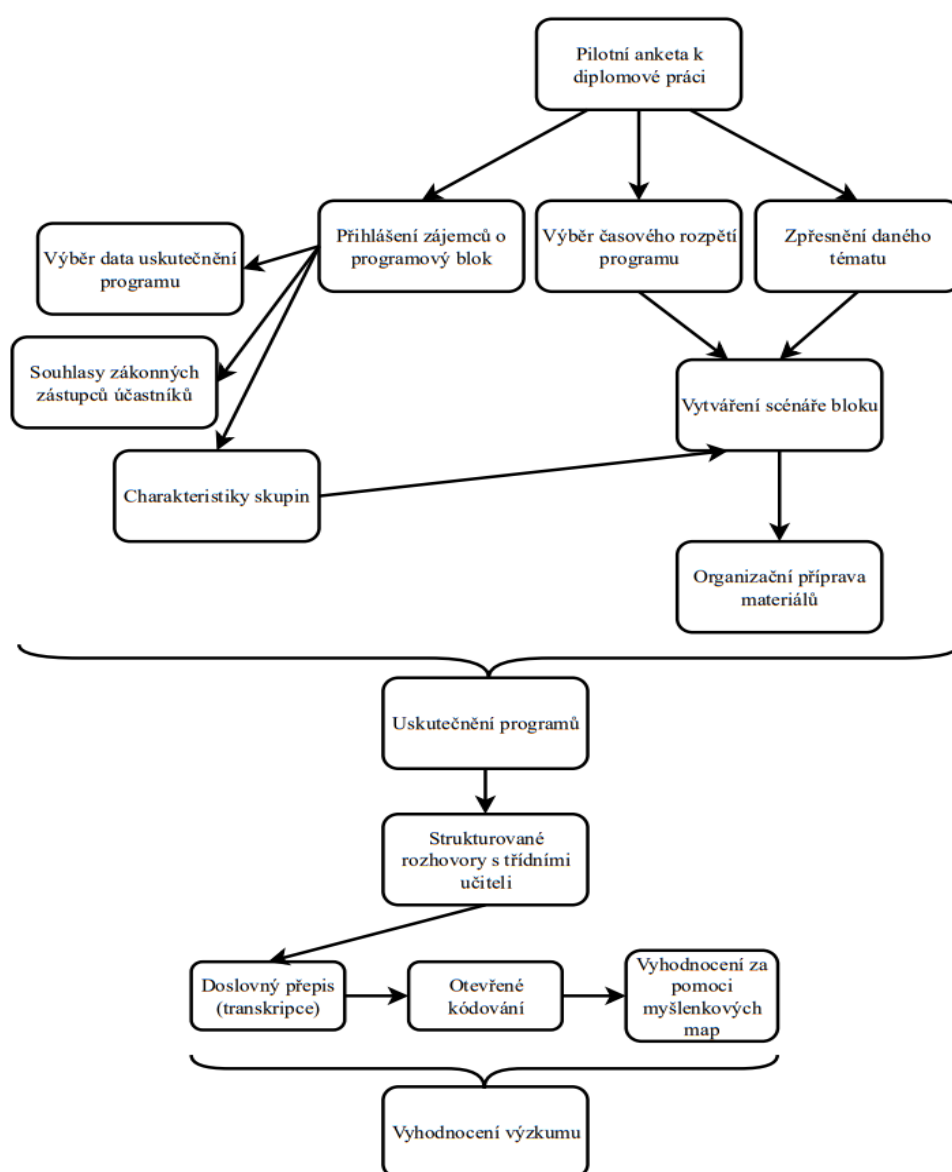 Pilotní anketa k
diplomové práci
Přihlášení zájemců o
programový blok
Výběr časového rozpětí
programu
Zpřesnění daného
tématu
Výběr data uskutečnění
programu
Souhlasy zákonných
zástupců účastníků
Vytváření scénáře bloku
Charakteristiky skupin
Organizační příprava
materiálů
Uskutečnění programů
Strukturované
rozhovory s třídními
učiteli
Doslovný přepis
(transkripce)
Otevřené
kódování
Vyhodnocení za
pomoci
myšlenkových
map
Vyhodnocení výzkumu